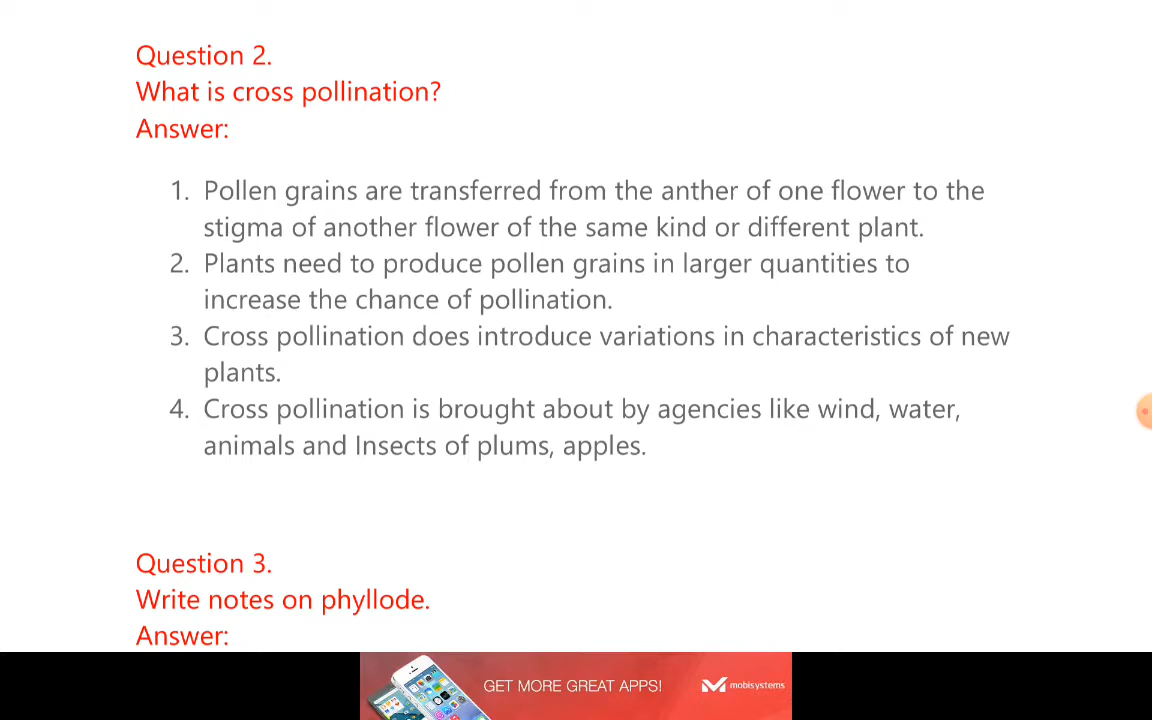 Question 2.
What is cross pollination?
Answer:
1. Pollen grains are transferred from the anther of one flower to the
stigma of another flower of the same kind or different plant.
2. Plants need to produce pollen grains in larger quantities to
increase the chance of pollination.
3. Cross pollination does introduce variations in characteristics of new
plants.
4. Cross pollination is brought about by agencies like wind, water,
animals and Insects of plums, apples.
Question 3.
Write notes on phyllode.
Answer:
GET MORE GREAT APPS!
mobisystems